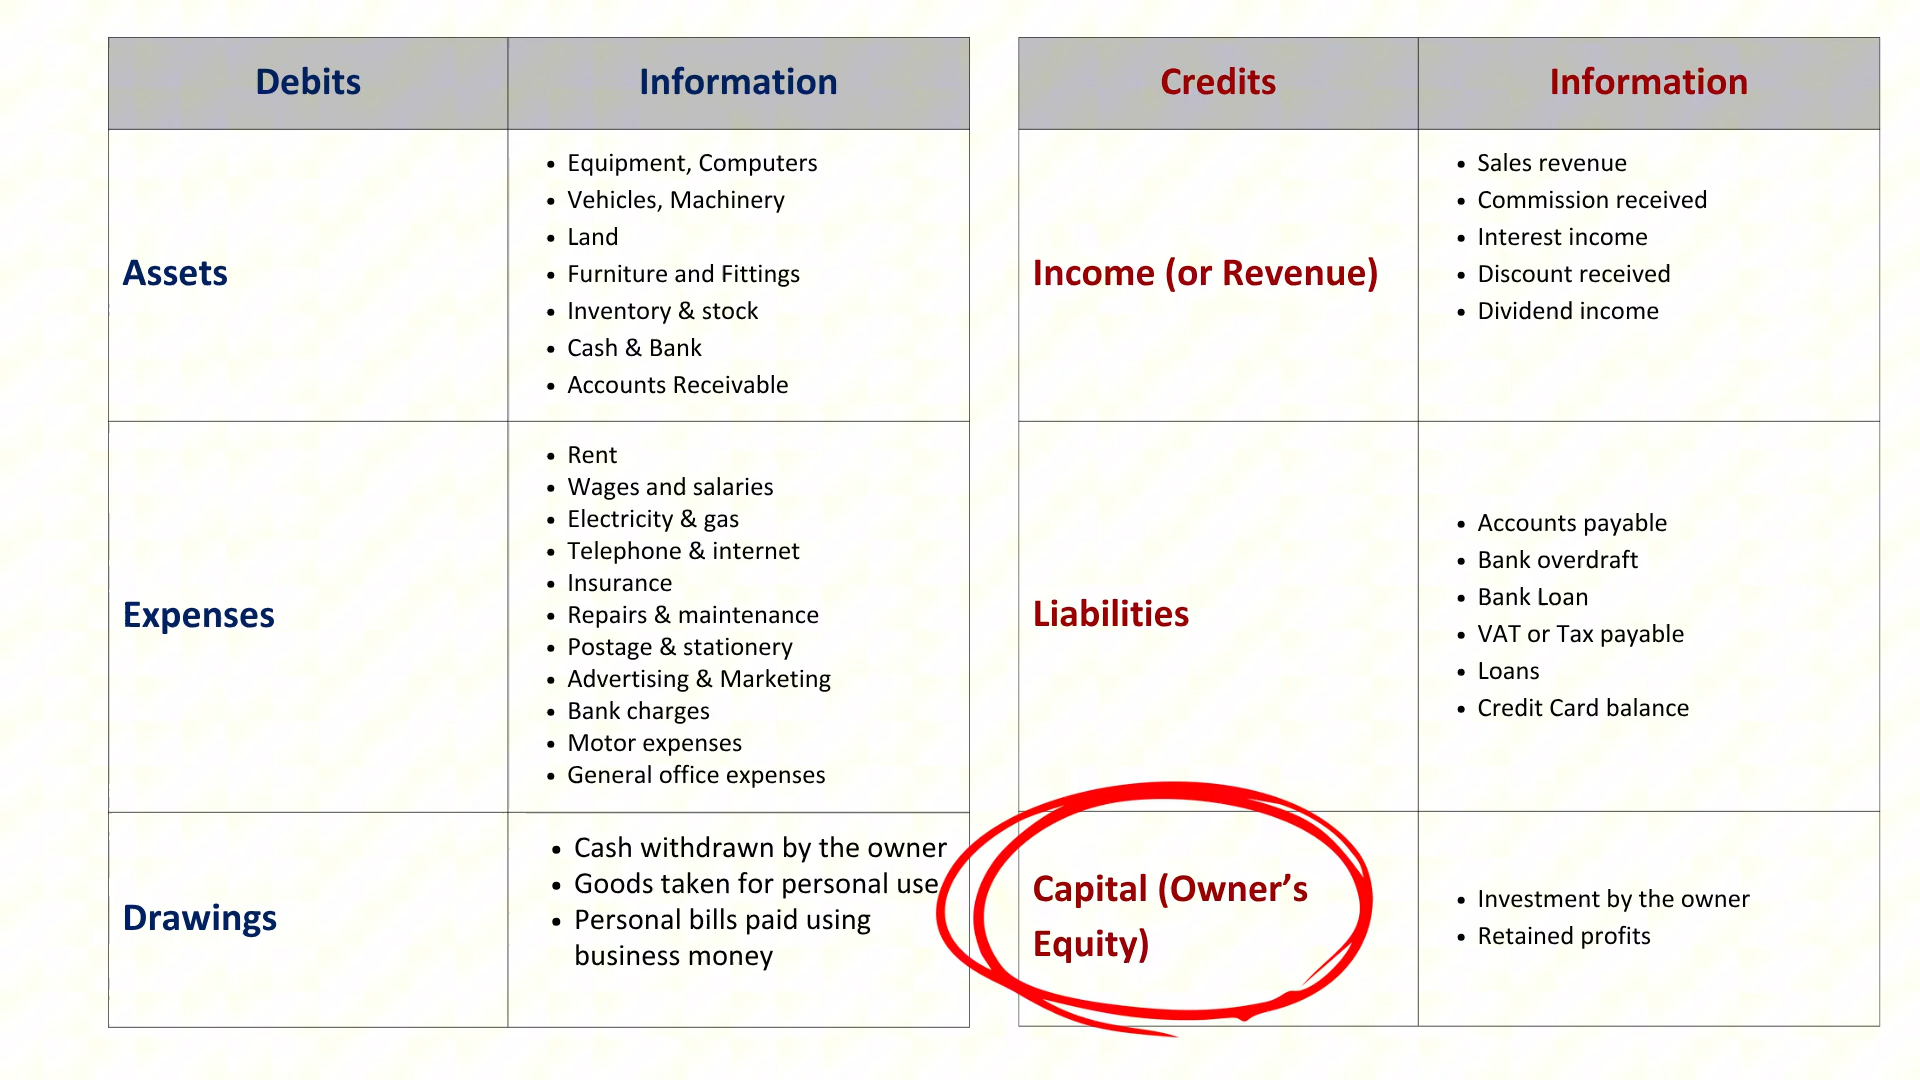 Debits
Information
Assets
• Equipment, Computers
• Vehicles, Machinery
• Land
• Furniture and Fittings
• Inventory & stock
• Cash & Bank
• Accounts Receivable
Expenses
• Rent
• Wages and salaries
• Electricity & gas
• Telephone & internet
• Insurance
• Repairs & maintenance
• Postage & stationery
• Advertising & Marketing
• Bank charges
• Motor expenses
• General office expenses
Drawings
• Cash withdrawn by the owner
• Goods taken for personal use
• Personal bills paid using
business money
Credits
Information
Income (or Revenue)
• Sales revenue
• Commission received
• Interest income
• Discount received
• Dividend income
Liabilities
• Accounts payable
• Bank overdraft
• Bank Loan
• VAT or Tax payable
• Loans
• Credit Card balance
Capital (Owner’s
Equity)
• Investment by the owner
• Retained profits